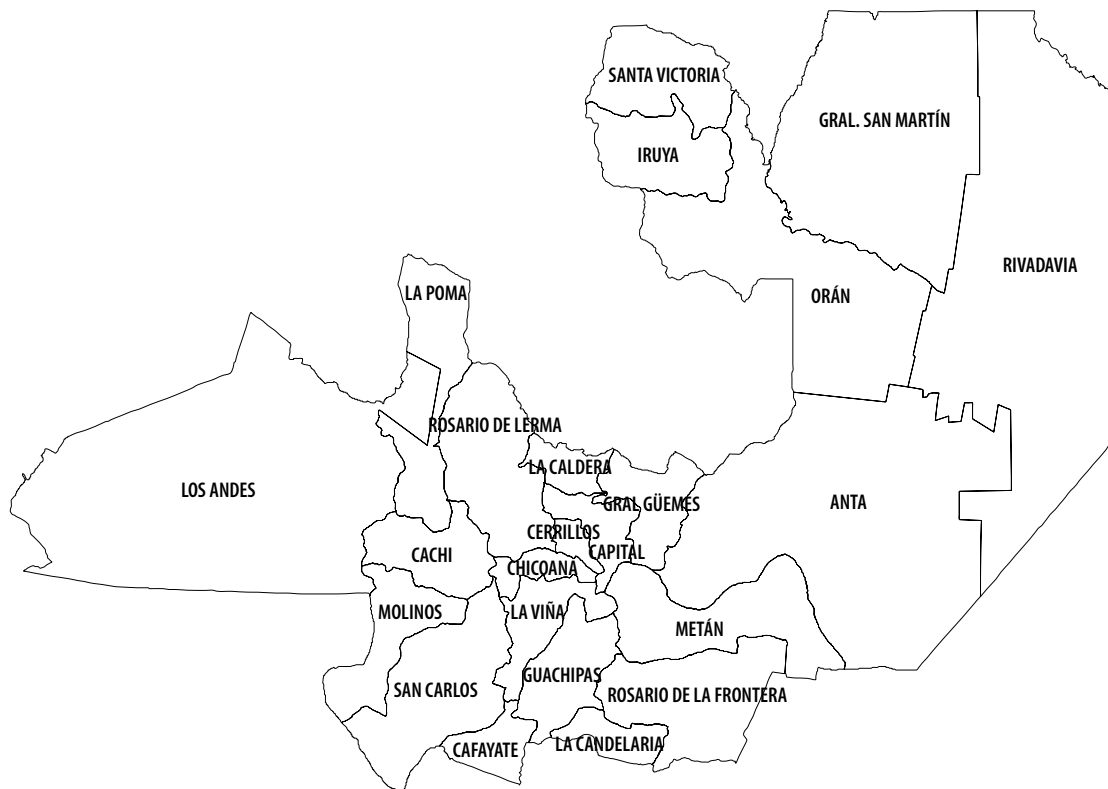 SANTA VICTORIA
GRAL. SAN MARTÍN
IRUYA
RIVADAVIA
LA POMA
ORÁN
ROSARIO DE LERMA
LA CALDERA
LOS ANDES
GRAL GÜEMES
ANTA
CERRILLOS
CACHI
CAPITAL
CHICOANA
MOLINOS
LA VIÑA
METÁN
GUACHIPAS
SAN CARLOS
ROSARIO DE LA FRONTERA
CAFAYATE
LA CANDELARIA